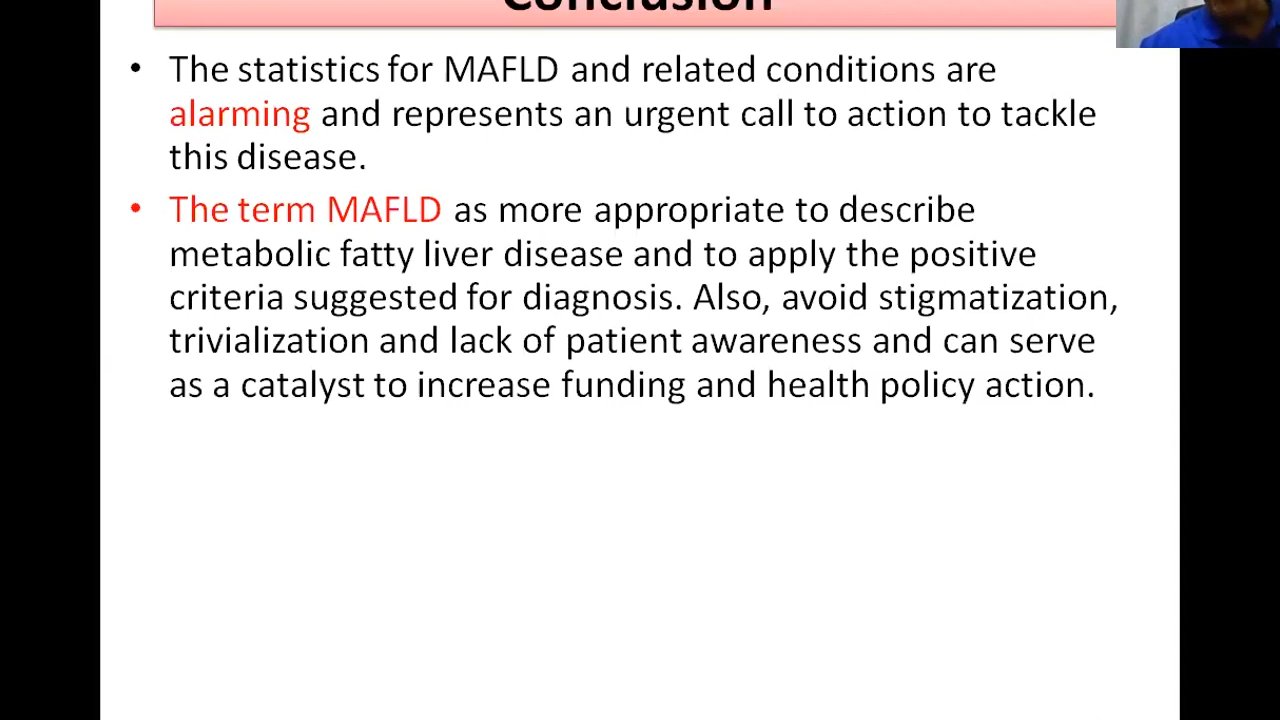 Conclusion
• The statistics for MAFLD and related conditions are
alarming and represents an urgent call to action to tackle
this disease.
• The term MAFLD as more appropriate to describe
metabolic fatty liver disease and to apply the positive
criteria suggested for diagnosis. Also, avoid stigmatization,
trivialization and lack of patient awareness and can serve
as a catalyst to increase funding and health policy action.